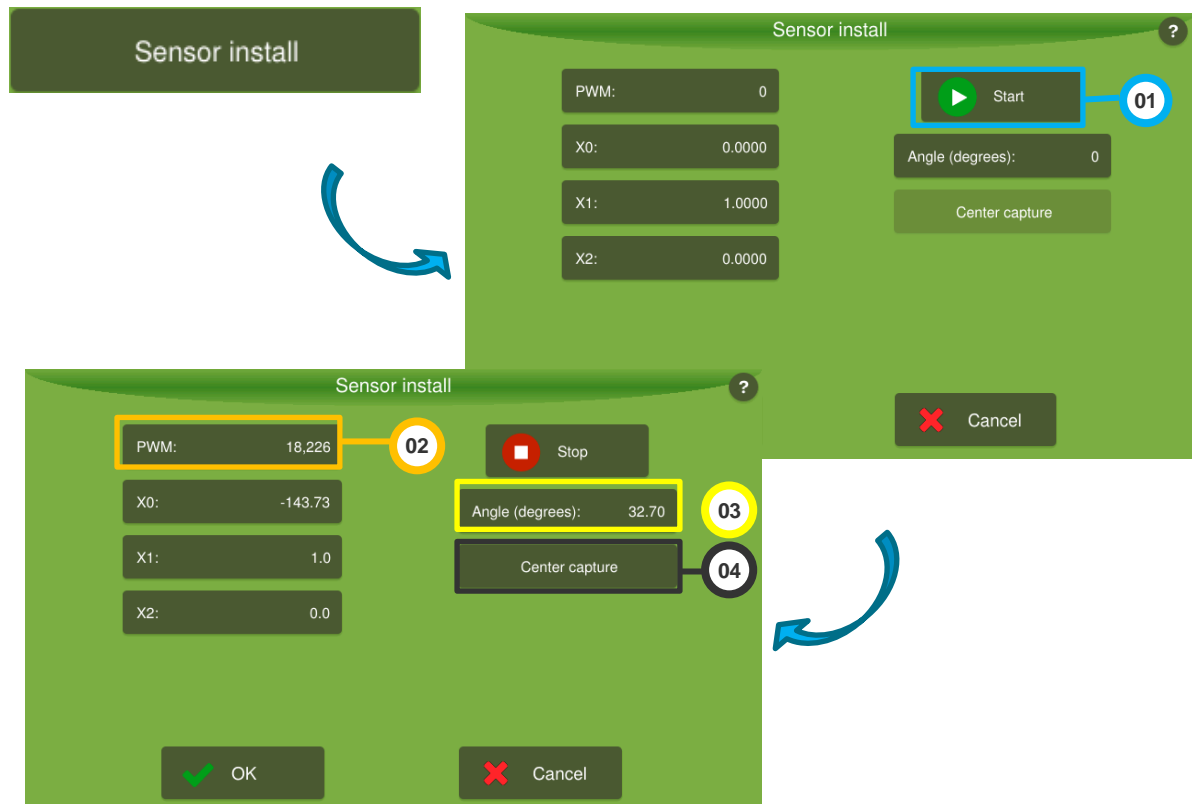 Sensor install
Sensor install
?
PWM: 0
Start
01
X0: 0.0000
Angle (degrees): 0
X1: 1.0000
Center capture
X2: 0.0000
Cancel
Sensor install
?
PWM: 18,226
02
Stop
X0: -143.73
Angle (degrees): 32.70
03
X1: 1.0
Center capture
04
X2: 0.0
OK
Cancel